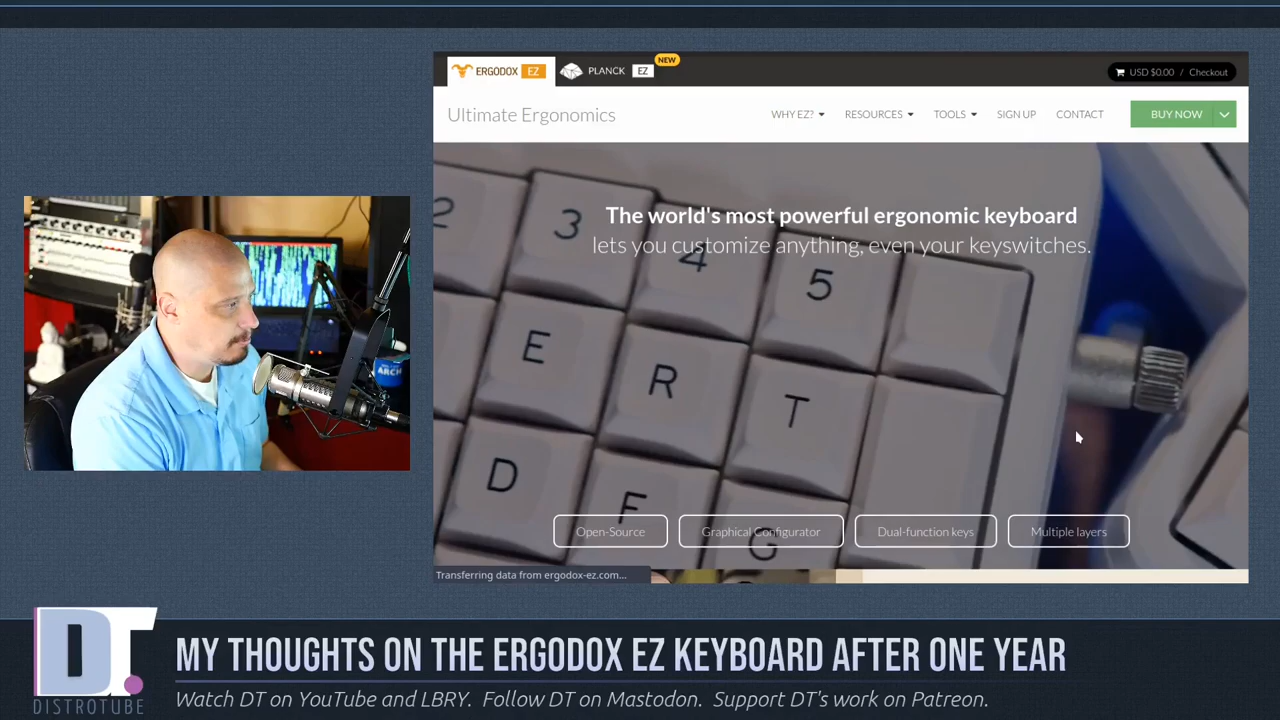 ERGODOX EZ
PLANCK EZ
NEW
USD $0.00 / Checkout
Ultimate Ergonomics
WHY EZ?
RESOURCES
TOOLS
SIGN UP
CONTACT
BUY NOW
2
3
4
5
E
R
T
D
F
G
The world's most powerful ergonomic keyboard
lets you customize anything, even your keyswitches.
Open-Source
Graphical Configurator
Dual-function keys
Multiple layers
Transferring data from ergodox-ez.com...
ARCH
DT
DISTROTUBE
MY THOUGHTS ON THE ERGODOX EZ KEYBOARD AFTER ONE YEAR
Watch DT on YouTube and LBRY. Follow DT on Mastodon. Support DT's work on Patreon.